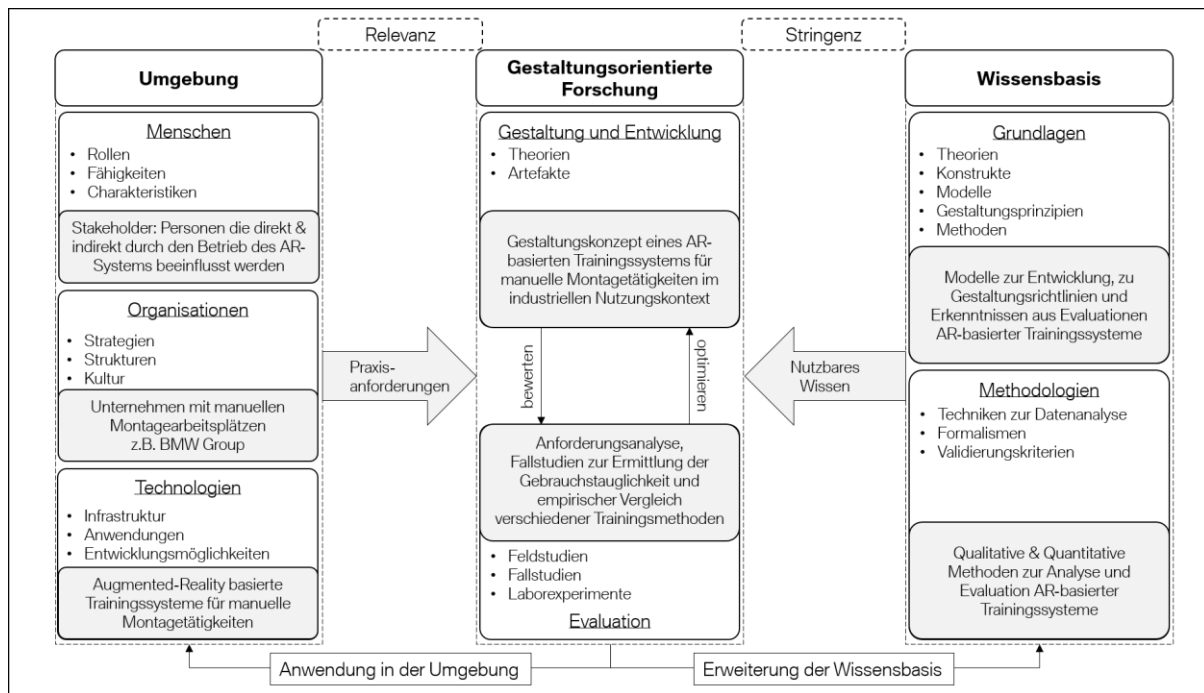 Relevanz
Stringenz
Umgebung
Gestaltungsorientierte
Forschung
Wissensbasis
Menschen
• Rollen
• Fähigkeiten
• Charakteristiken
Stakeholder: Personen die direkt &
indirekt durch den Betrieb des AR-
Systems beeinflusst werden
Organisationen
• Strategien
• Strukturen
• Kultur
Unternehmen mit manuellen
Montagearbeitsplätzen
z.B. BMW Group
Technologien
• Infrastruktur
• Anwendungen
• Entwicklungsmöglichkeiten
Augmented-Reality basierte
Trainingssysteme für manuelle
Montagetätigkeiten
Praxis-
anforderungen
Gestaltung und Entwicklung
• Theorien
• Artefakte
Gestaltungskonzept eines AR-
basierten Trainingssystems für
manuelle Montagetätigkeiten im
industriellen Nutzungskontext
bewerten
optimieren
Anforderungsanalyse,
Fallstudien zur Ermittlung der
Gebrauchstauglichkeit und
empirischer Vergleich
verschiedener Trainingsmethoden
• Feldstudien
• Fallstudien
• Laborexperimente
Evaluation
Nutzbares
Wissen
Grundlagen
• Theorien
• Konstrukte
• Modelle
• Gestaltungsprinzipien
• Methoden
Modelle zur Entwicklung, zu
Gestaltungsrichtlinien und
Erkenntnissen aus Evaluationen
AR-basierter Trainingssysteme
Methodologien
• Techniken zur Datenanalyse
• Formalismen
• Validierungskriterien
Qualitative & Quantitative
Methoden zur Analyse und
Evaluation AR-basierter
Trainingssysteme
Anwendung in der Umgebung
Erweiterung der Wissensbasis